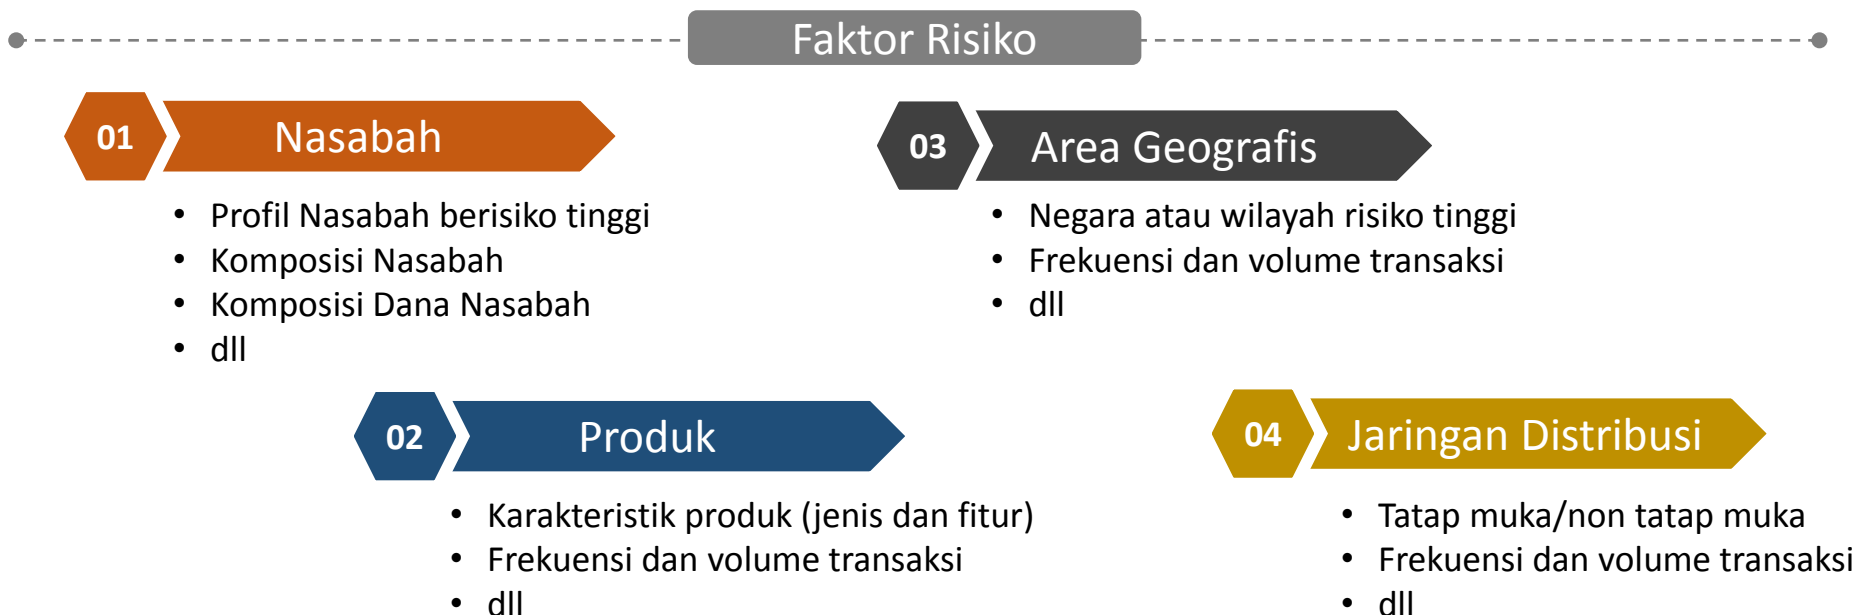 Faktor Risiko
01
Nasabah
• Profil Nasabah berisiko tinggi
• Komposisi Nasabah
• Komposisi Dana Nasabah
• dll
02
Produk
• Karakteristik produk (jenis dan fitur)
• Frekuensi dan volume transaksi
• dll
03
Area Geografis
• Negara atau wilayah risiko tinggi
• Frekuensi dan volume transaksi
• dll
04
Jaringan Distribusi
• Tatap muka/non tatap muka
• Frekuensi dan volume transaksi
• dll